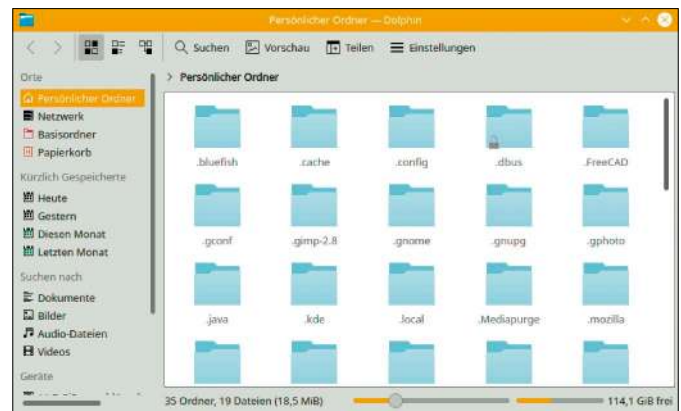 Persönlicher Ordner — Dolphin
Suchen Vorschau Teilen Einstellungen
Orte
Persönlicher Ordner
Netzwerk
Basisordner
Papierkorb
Kürzlich Gespeicherte
Heute
Gestern
Diesen Monat
Letzten Monat
Suchen nach
Dokumente
Bilder
Audio-Dateien
Videos
Geräte
> Persönlicher Ordner
.bluefish .cache .config .dbus .FreeCAD
.gconf .gimp-2.8 .gnome .gnupg .gphoto
.java .kde .local .Mediapurge .mozilla
35 Ordner, 19 Dateien (18,5 MiB) 114,1 GiB frei